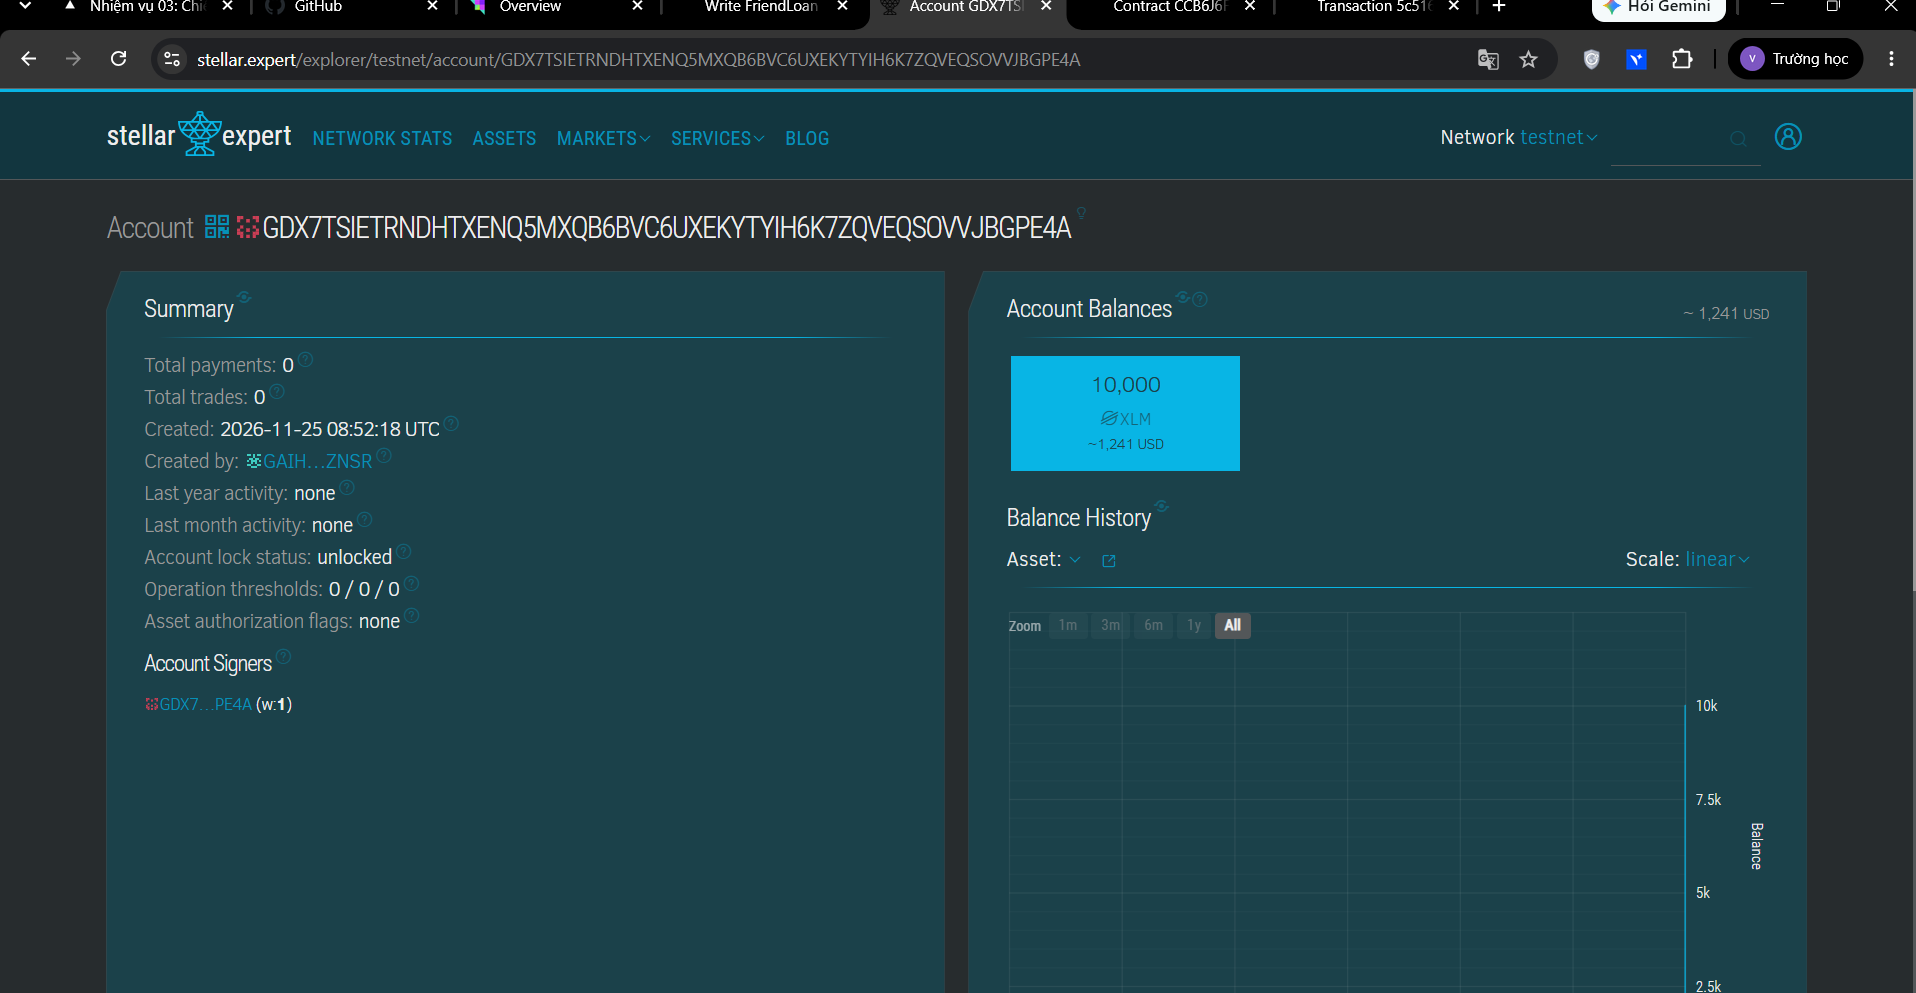 Nhiệm vụ 03: Chiế
GitHub
Overview
Write FriendLoan
Account GDX7TSI
Contract CCB6J6F
Transaction 5c516
Hỏi Gemini
stellar.expert/explorer/testnet/account/GDX7TSIETRNDHTXENQ5MXQB6BVC6UXEKYTYIH6K7ZQVEQSOVVJBGPE4A
V
Trường học
stellar expert
NETWORK STATS
ASSETS
MARKETS
SERVICES
BLOG
Network testnet
Account GDX7TSIETRNDHTXENQ5MXQB6BVC6UXEKYTYIH6K7ZQVEQSOVVJBGPE4A
Summary
Total payments: 0
Total trades: 0
Created: 2026-11-25 08:52:18 UTC
Created by: GAIH…ZNSR
Last year activity: none
Last month activity: none
Account lock status: unlocked
Operation thresholds: 0 / 0 / 0
Asset authorization flags: none
Account Signers
GDX7…PE4A (w:1)
Account Balances
~ 1,241 USD
10,000
XLM
~1,241 USD
Balance History
Asset:
Scale: linear
Zoom
1m
3m
6m
1y
All
10k
7.5k
5k
2.5k
Balance